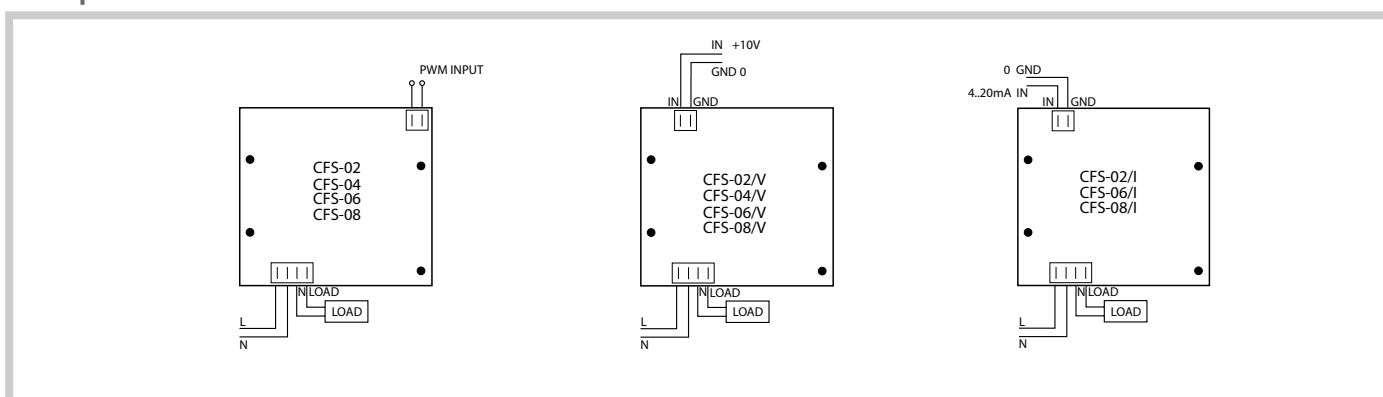 PWM INPUT
CFS-02
CFS-04
CFS-06
CFS-08
N LOAD
LOAD
L
N
IN +10V
GND 0
IN GND
CFS-02/V
CFS-04/V
CFS-06/V
CFS-08/V
N LOAD
LOAD
L
N
0 GND
4..20mA IN
IN GND
CFS-02/I
CFS-06/I
CFS-08/I
N LOAD
LOAD
L
N